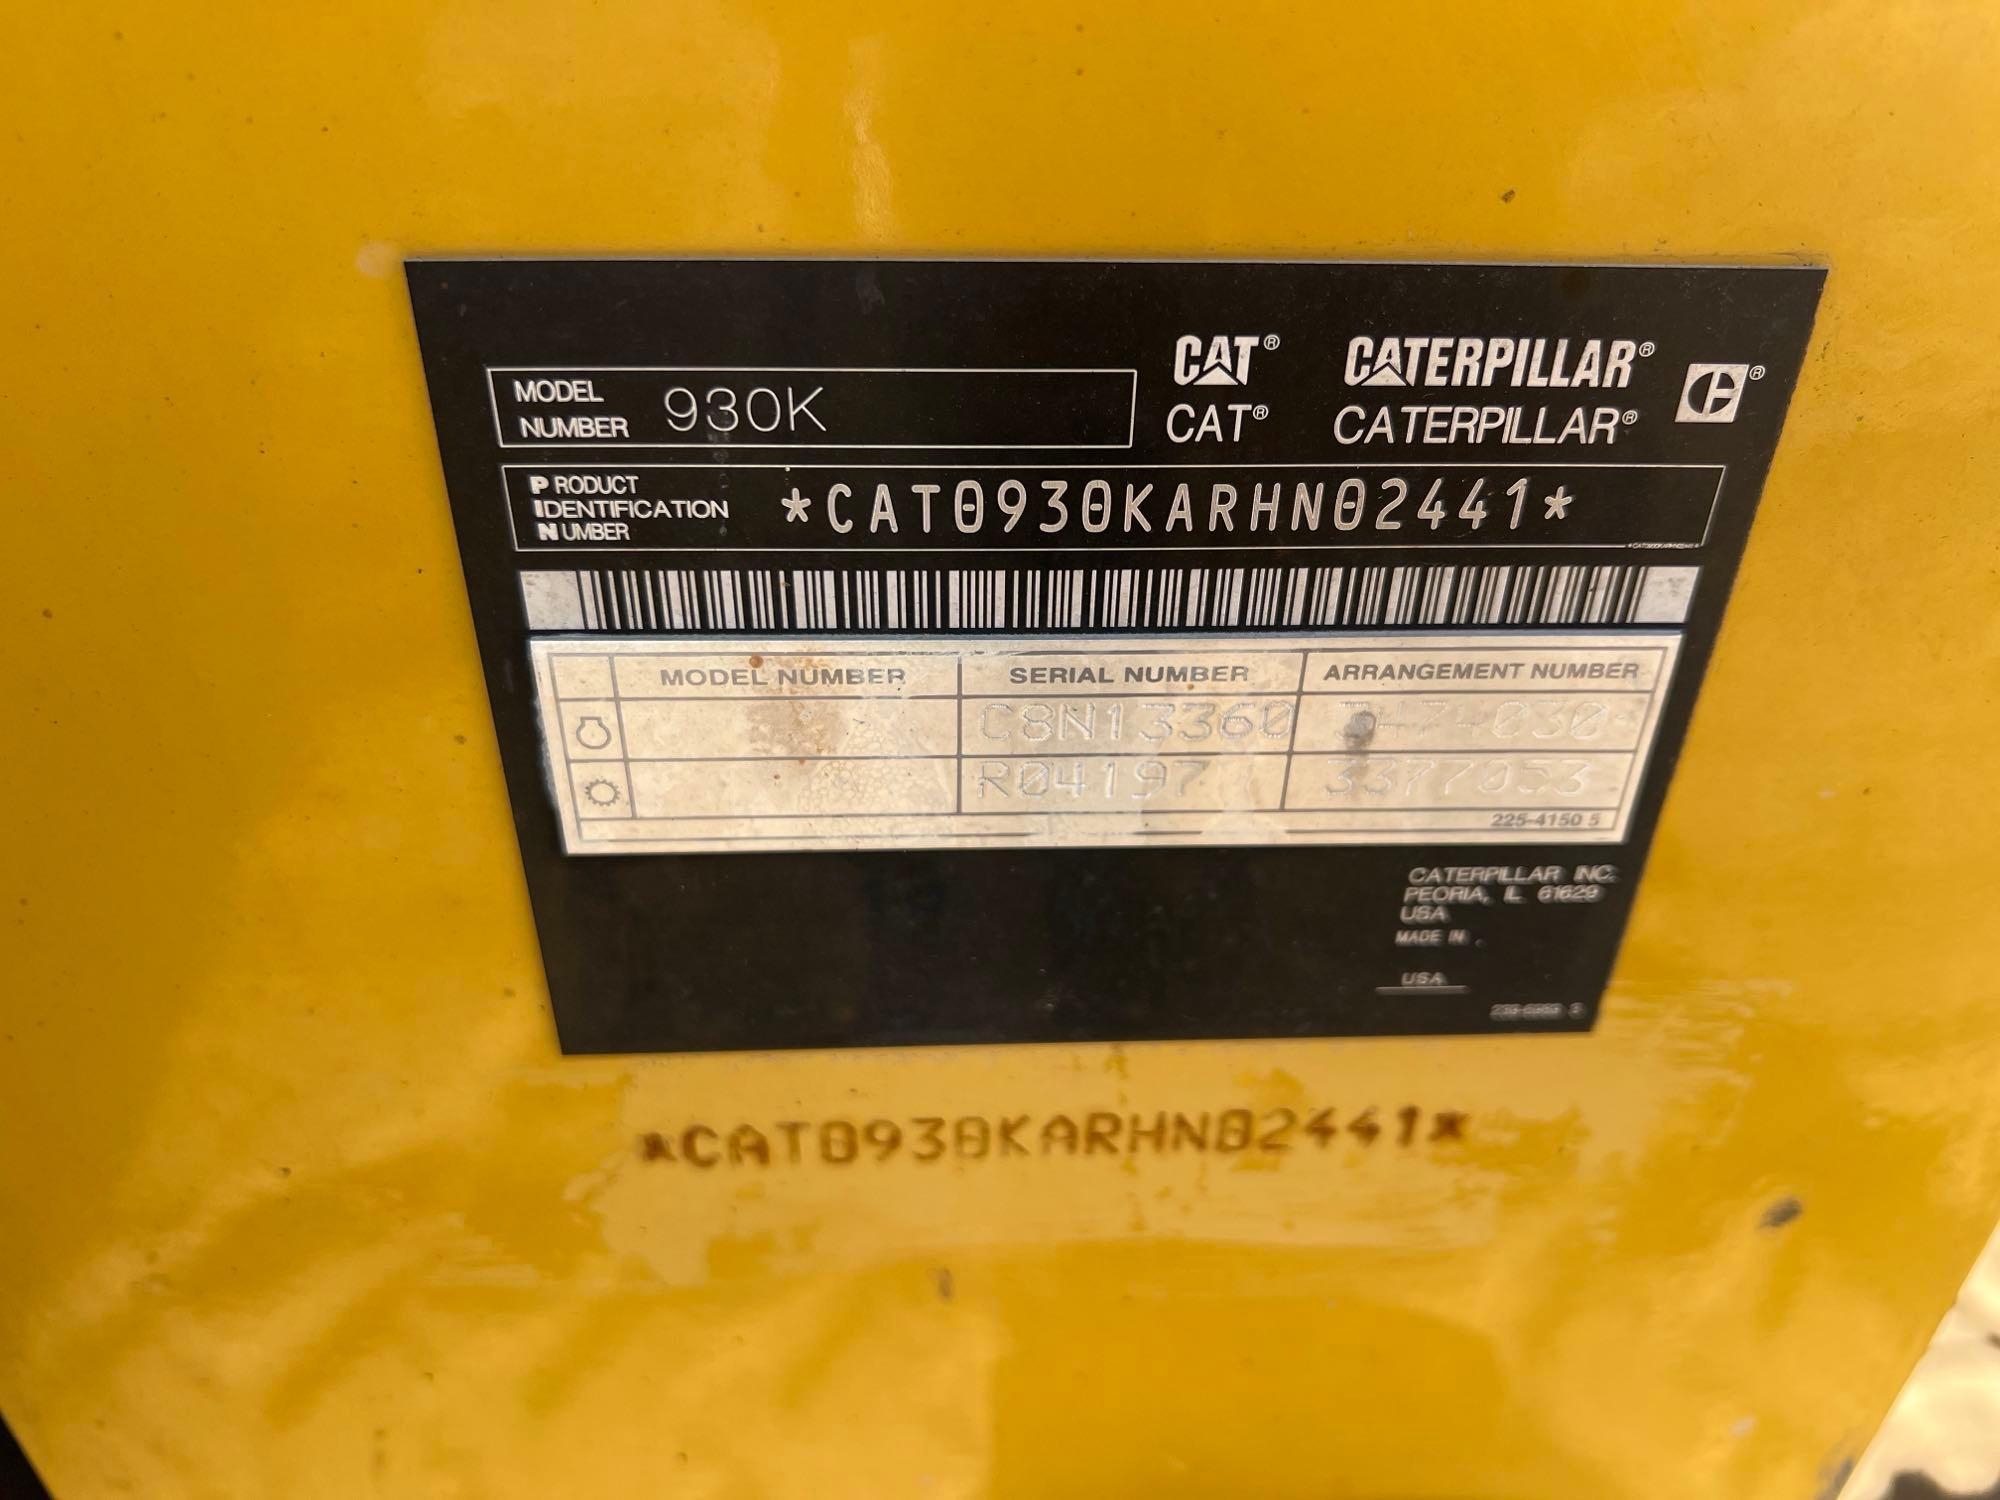 CAT® CATERPILLAR®
MODEL NUMBER 930K
CAT® CATERPILLAR®
PRODUCT IDENTIFICATION NUMBER *CAT0930KARHN02441*
MODEL NUMBER SERIAL NUMBER ARRANGEMENT NUMBER
C8N13360 3474030
R04197 3377053
225-4150 5
CATERPILLAR INC.
PEORIA, IL 61629
USA
MADE IN
USA
*CAT0930KARHN02441*